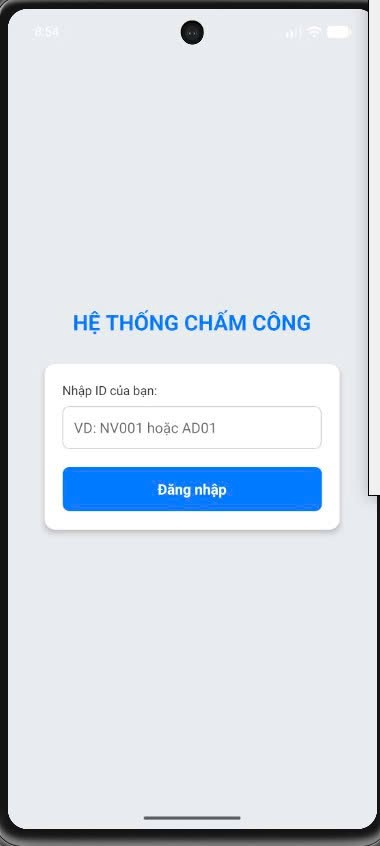 8:54
HỆ THỐNG CHẤM CÔNG
Nhập ID của bạn:
VD: NV001 hoặc AD01
Đăng nhập